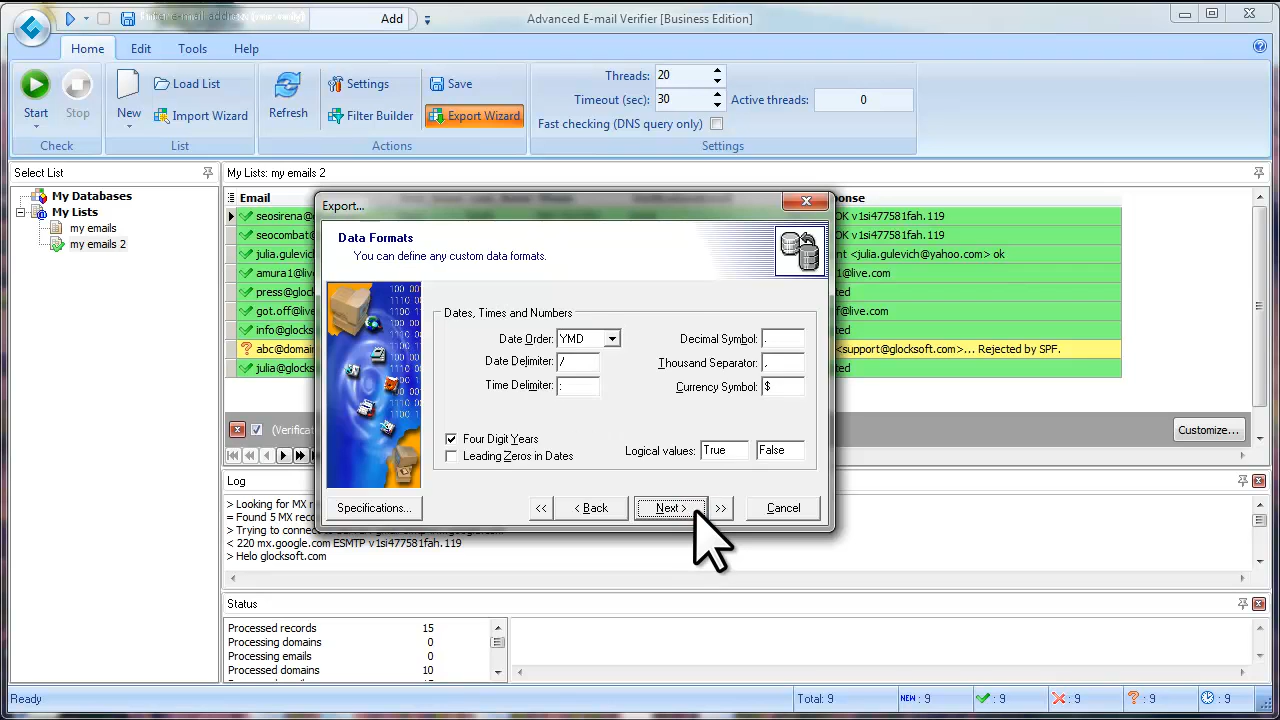 Enter e-mail address
Add
Advanced E-mail Verifier [Business Edition]
Home
Edit
Tools
Help
Start
Stop
New
Load List
Import Wizard
Refresh
Settings
Filter Builder
Save
Export Wizard
Threads: 20
Timeout (sec): 30
Active threads: 0
Fast checking (DNS query only)
Check
List
Actions
Settings
Select List
My Databases
My Lists
my emails
my emails 2
My Lists: my emails 2
Email
ponse
seosirena@
OK v1si477581fah.119
seocombat@
OK v1si477581fah.119
julia.gulevich
nt <julia.gulevich@yahoo.com> ok
amura1@live
1@live.com
press@glock
ted
got.off@live.
ff@live.com
info@glocks
ted
abc@domain
<support@glocksoft.com>... Rejected by SPF.
julia@glocks
ted
(Verificat
Customize...
Export...
Data Formats
You can define any custom data formats.
Dates, Times and Numbers
Date Order: YMD
Date Delimiter: /
Time Delimiter: :
Decimal Symbol: .
Thousand Separator: ,
Currency Symbol: $
Four Digit Years
Leading Zeros in Dates
Logical values: True False
Specifications...
<<
< Back
Next >
>>
Cancel
Log
> Looking for MX r
= Found 5 MX reco
> Trying to connec
< 220 mx.google.com ESMTP v1si477581fah.119
> Helo glocksoft.com
Status
Processed records 15
Processing domains 0
Processing emails 0
Processed domains 10
Ready
Total: 9
NEW : 9
: 9
: 9
: 9
: 9